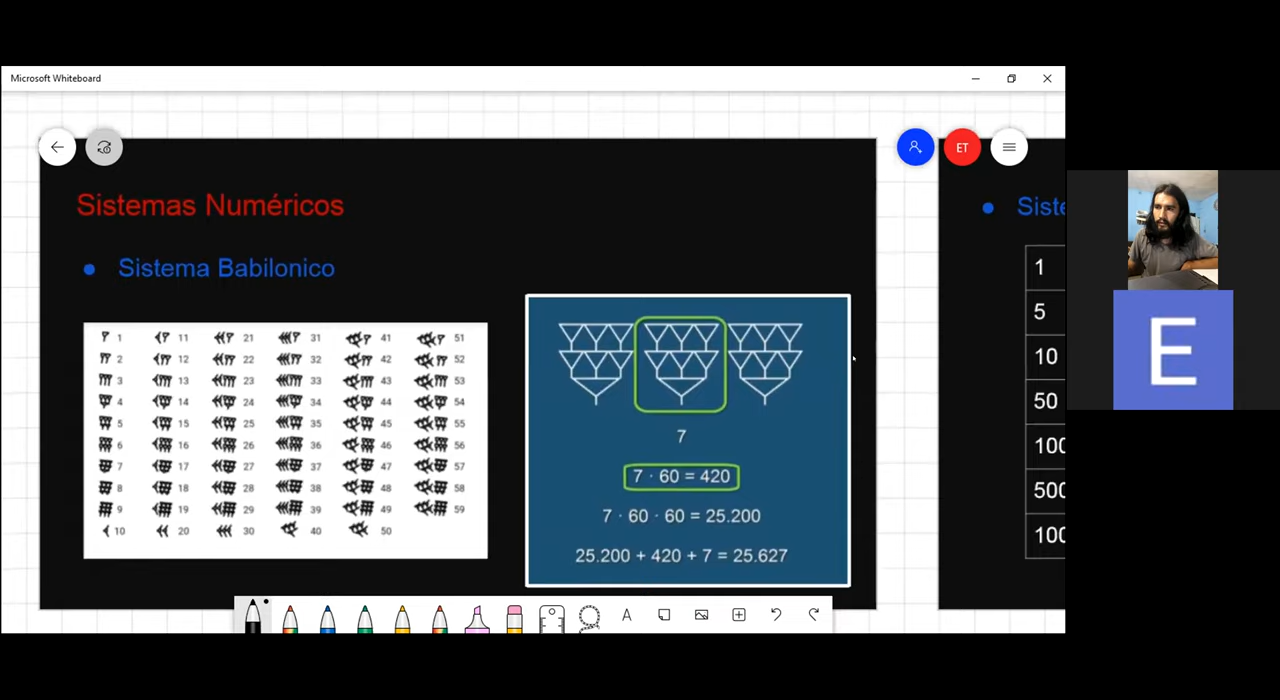 Microsoft Whiteboard
ET
Sistemas Numéricos
Sistema Babilonico
1 11 21 31 41 51
2 12 22 32 42 52
3 13 23 33 43 53
4 14 24 34 44 54
5 15 25 35 45 55
6 16 26 36 46 56
7 17 27 37 47 57
8 18 28 38 48 58
9 19 29 39 49 59
10 20 30 40 50
7
7 · 60 = 420
7 · 60 · 60 = 25.200
25.200 + 420 + 7 = 25.627
Siste
1
5
10
50
100
500
100
A
E